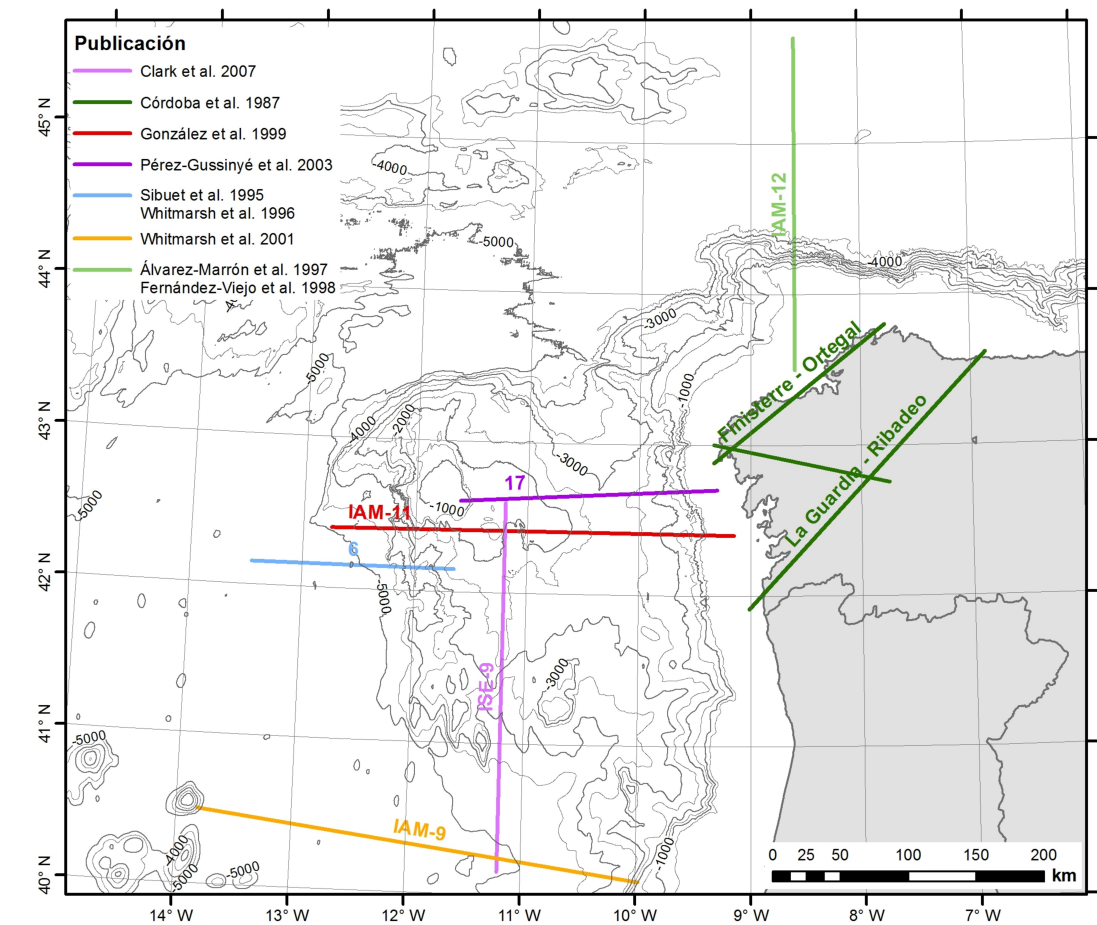 Publicación
Clark et al. 2007
Córdoba et al. 1987
González et al. 1999
Pérez-Gussinyé et al. 2003
Sibuet et al. 1995
Whitmarsh et al. 1996
Whitmarsh et al. 2001
Álvarez-Marrón et al. 1997
Fernández-Viejo et al. 1998
45° N
44° N
43° N
42° N
41° N
40° N
-4000
-5000
IAM-12
-4000
-3000
-5000
-1000
Finisterre - Ortegal
-4000
-2000
La Guardia - Ribadeo
-3000
17
-1000
-5000
IAM-11
6
-5000
-3000
ISE-9
-5000
IAM-9
-4000
-5000
-5000
-1000
0 25 50 100 150 200
km
14° W 13° W 12° W 11° W 10° W 9° W 8° W 7° W